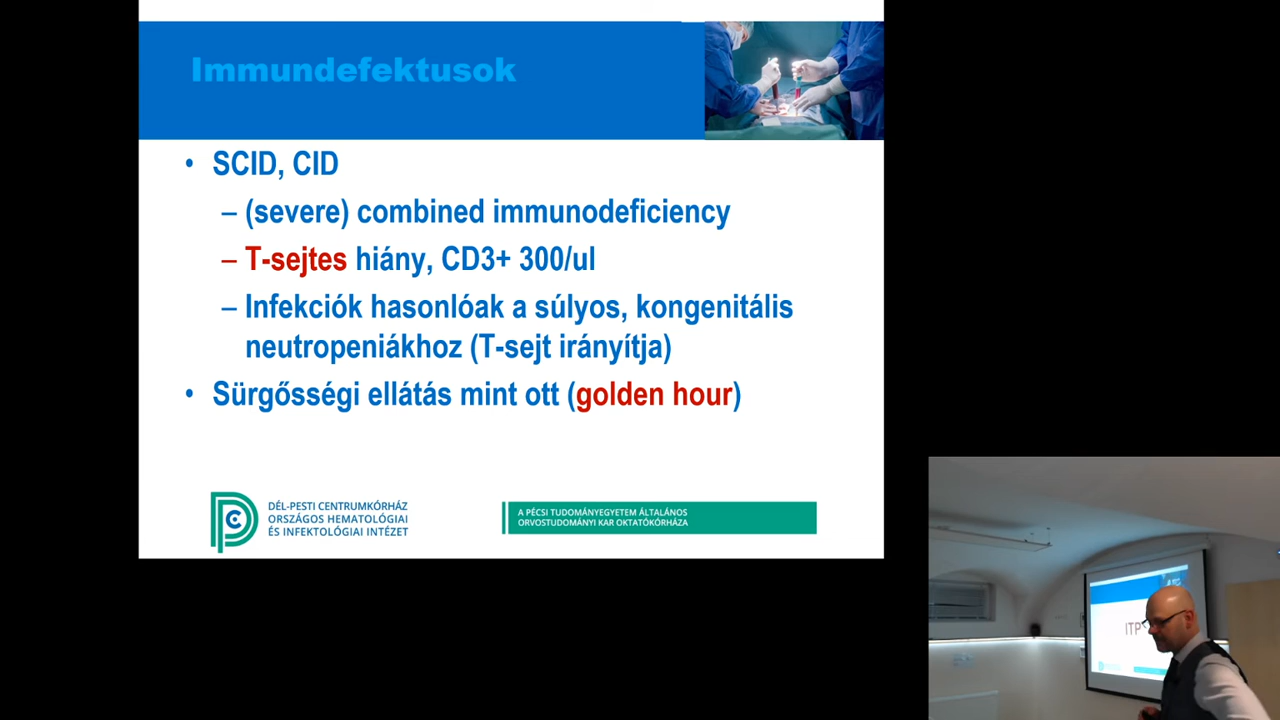 Immundefektusok
• SCID, CID
– (severe) combined immunodeficiency
– T-sejtes hiány, CD3+ 300/ul
– Infekciók hasonlóak a súlyos, kongenitális
neutropeniákhoz (T-sejt irányítja)
• Sürgősségi ellátás mint ott (golden hour)
DÉL-PESTI CENTRUMKÓRHÁZ
ORSZÁGOS HEMATOLÓGIAI
ÉS INFEKTOLÓGIAI INTÉZET
A PÉCSI TUDOMÁNYEGYETEM ÁLTALÁNOS
ORVOSTUDOMÁNYI KAR OKTATÓKÓRHÁZA
ITP